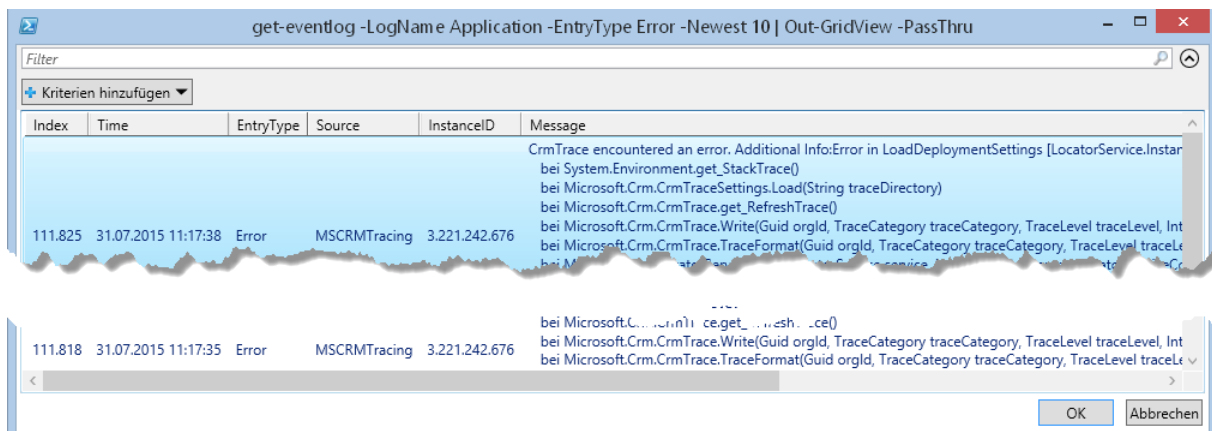 get-eventlog -LogName Application -EntryType Error -Newest 10 | Out-GridView -PassThru
Filter
Kriterien hinzufügen
Index Time EntryType Source InstanceID Message
CrmTrace encountered an error. Additional Info:Error in LoadDeploymentSettings [LocatorService.Instan
bei System.Environment.get_StackTrace()
bei Microsoft.Crm.CrmTraceSettings.Load(String traceDirectory)
bei Microsoft.Crm.CrmTrace.get_RefreshTrace()
111.825 31.07.2015 11:17:38 Error MSCRMTracing 3.221.242.676 bei Microsoft.Crm.CrmTrace.Write(Guid orgId, TraceCategory traceCategory, TraceLevel traceLevel, Int
bei Microsoft.Crm.CrmTrace.TraceFormat(Guid orgId, TraceCategory traceCategory, TraceLevel traceLe
bei
111.818 31.07.2015 11:17:35 Error MSCRMTracing 3.221.242.676 bei Microsoft.Crm.CrmTrace.Write(Guid orgId, TraceCategory traceCategory, TraceLevel traceLevel, Int
bei Microsoft.Crm.CrmTrace.TraceFormat(Guid orgId, TraceCategory traceCategory, TraceLevel traceLe
OK Abbrechen